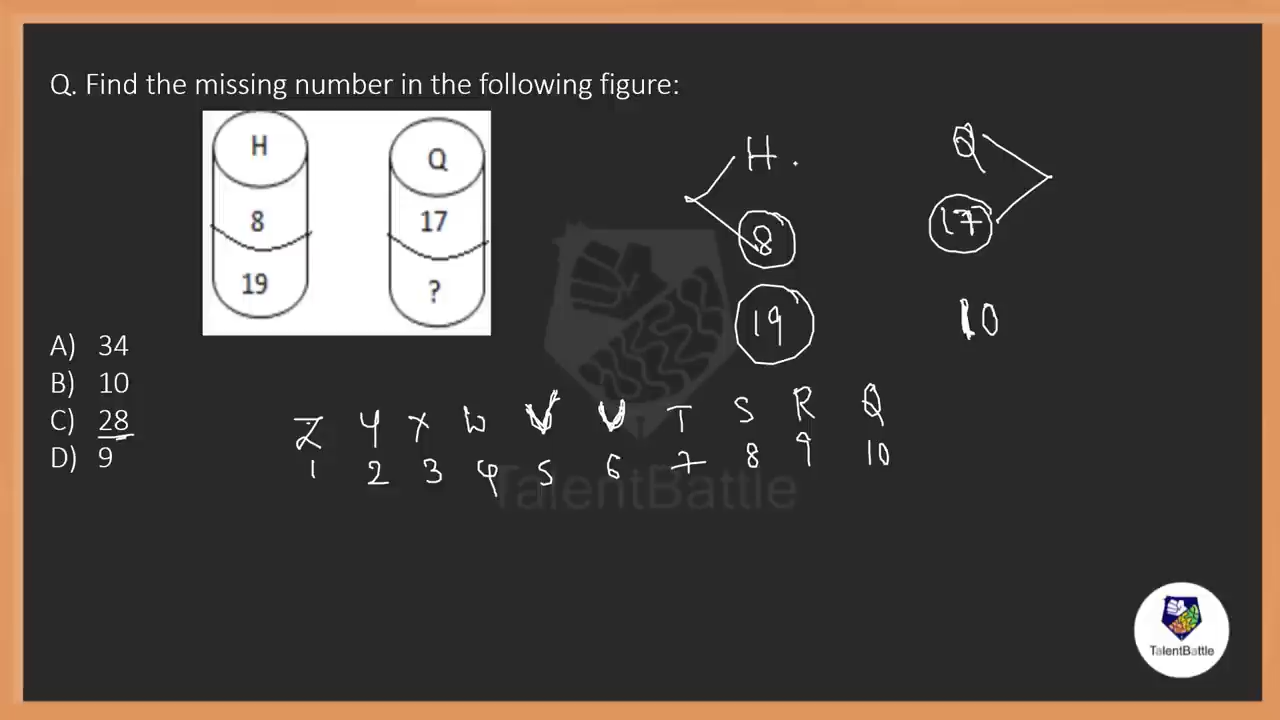 Q. Find the missing number in the following figure:
H
8
19
Q
17
?
H .
8
19
Q
17
10
A) 34
B) 10
C) 28
D) 9
Z Y X W V U T S R Q
1 2 3 4 5 6 7 8 9 10
TalentBattle
TalentBattle